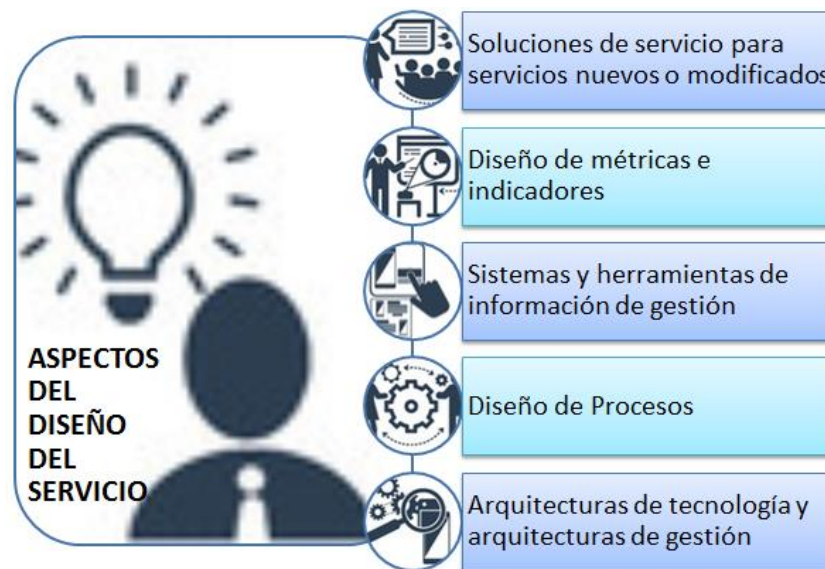 ASPECTOS
DEL
DISEÑO
DEL
SERVICIO
Soluciones de servicio para
servicios nuevos o modificados
Diseño de métricas e
indicadores
Sistemas y herramientas de
información de gestión
Diseño de Procesos
Arquitecturas de tecnología y
arquitecturas de gestión